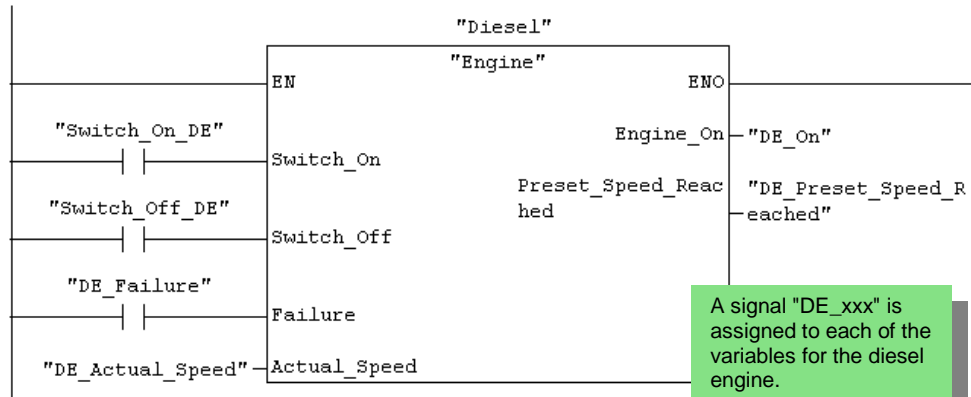 "Diesel"
"Engine"
EN
ENO
"Switch_On_DE"
Switch_On
Engine_On
"DE_On"
"Switch_Off_DE"
Switch_Off
Preset_Speed_Reac
hed
"DE_Preset_Speed_R
eached"
"DE_Failure"
Failure
"DE_Actual_Speed"
Actual_Speed
A signal "DE_xxx" is
assigned to each of the
variables for the diesel
engine.